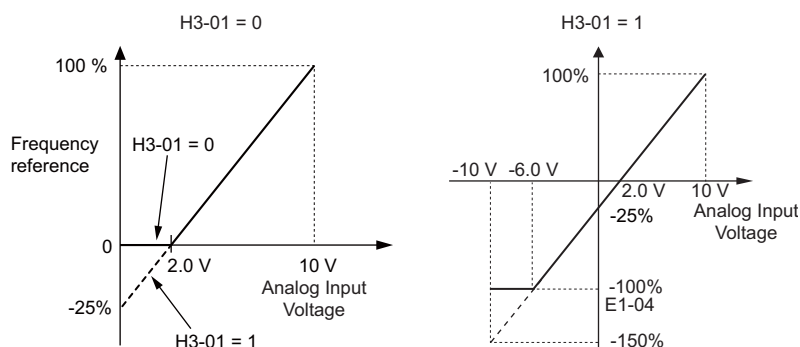 H3-01 = 0
100 %
Frequency
reference
H3-01 = 0
0
2.0 V
10 V
Analog Input
Voltage
-25%
H3-01 = 1
H3-01 = 1
100%
-10 V
-6.0 V
2.0 V
10 V
Analog Input
Voltage
-25%
-100%
E1-04
-150%